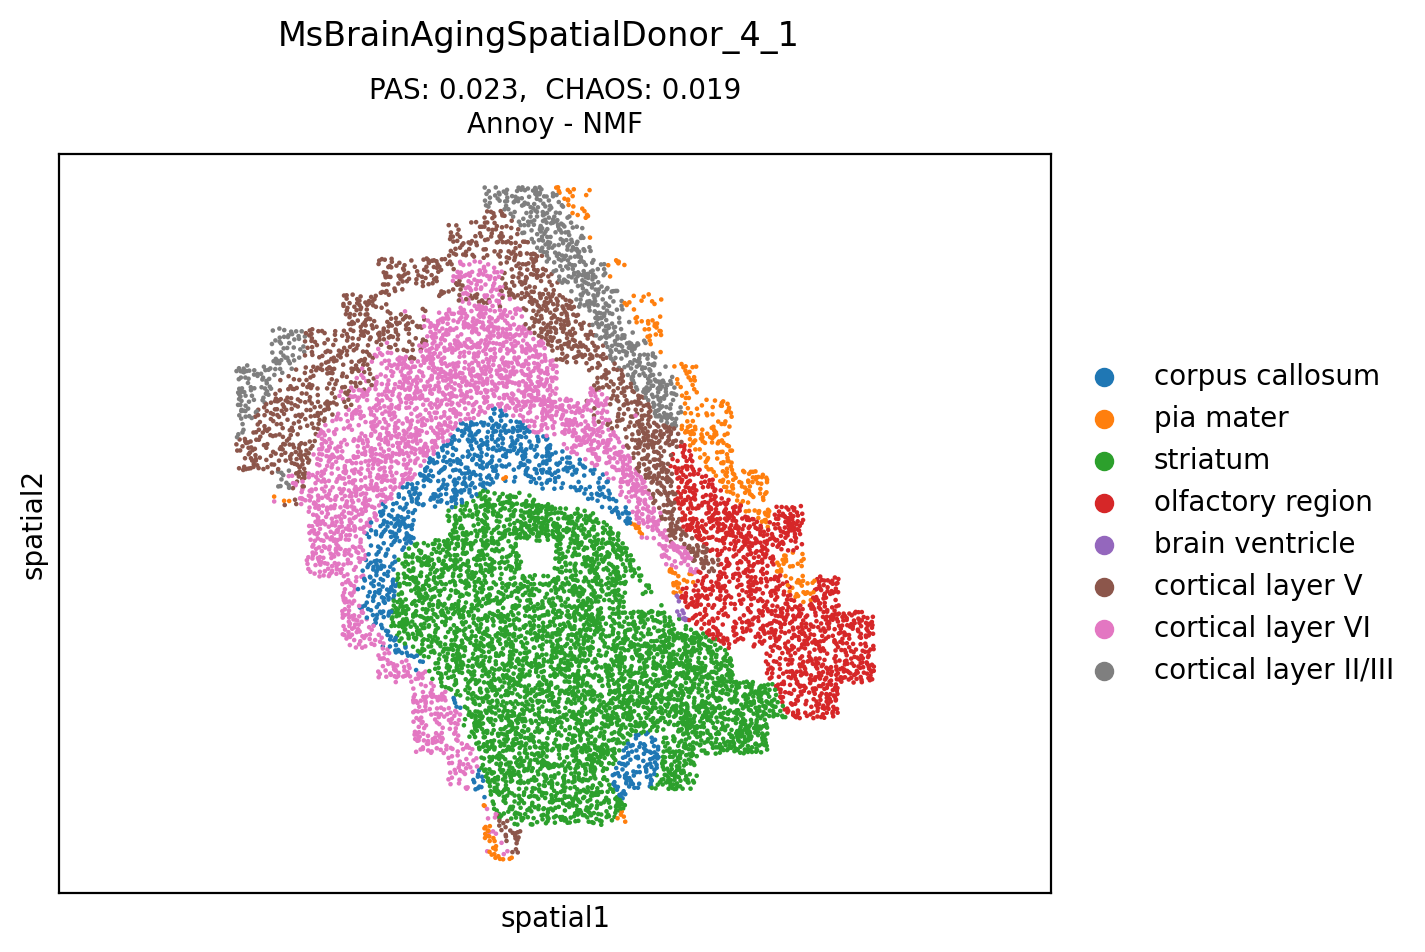 MsBrainAgingSpatialDonor_4_1
PAS: 0.023,  CHAOS: 0.019
Annoy - NMF
spatial2
spatial1
corpus callosum
pia mater
striatum
olfactory region
brain ventricle
cortical layer V
cortical layer VI
cortical layer II/III